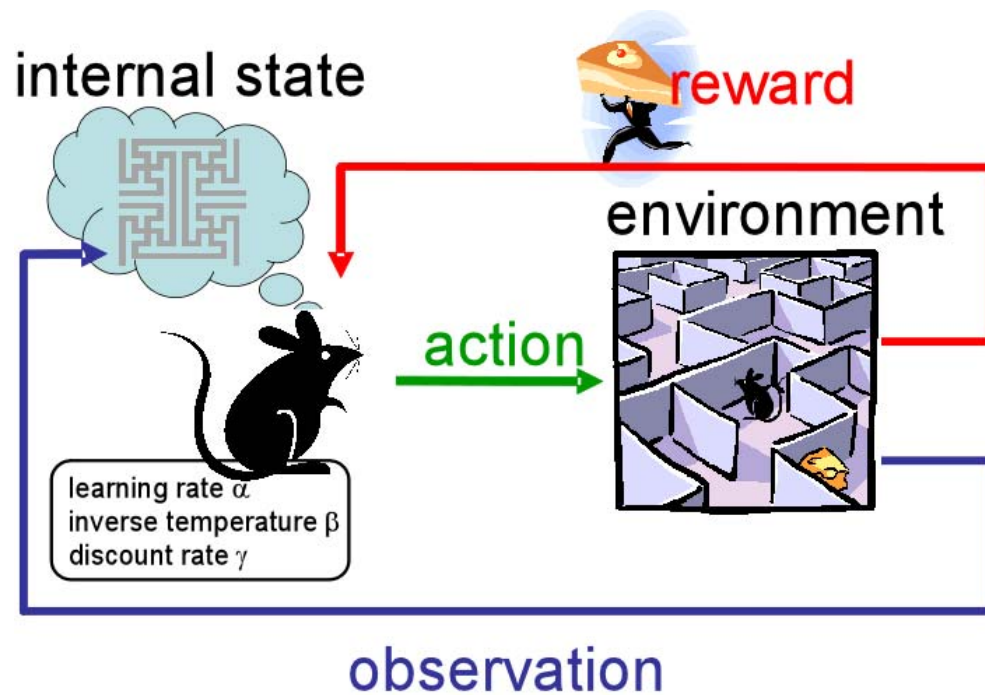 internal state
reward
environment
action
learning rate α
inverse temperature β
discount rate γ
observation